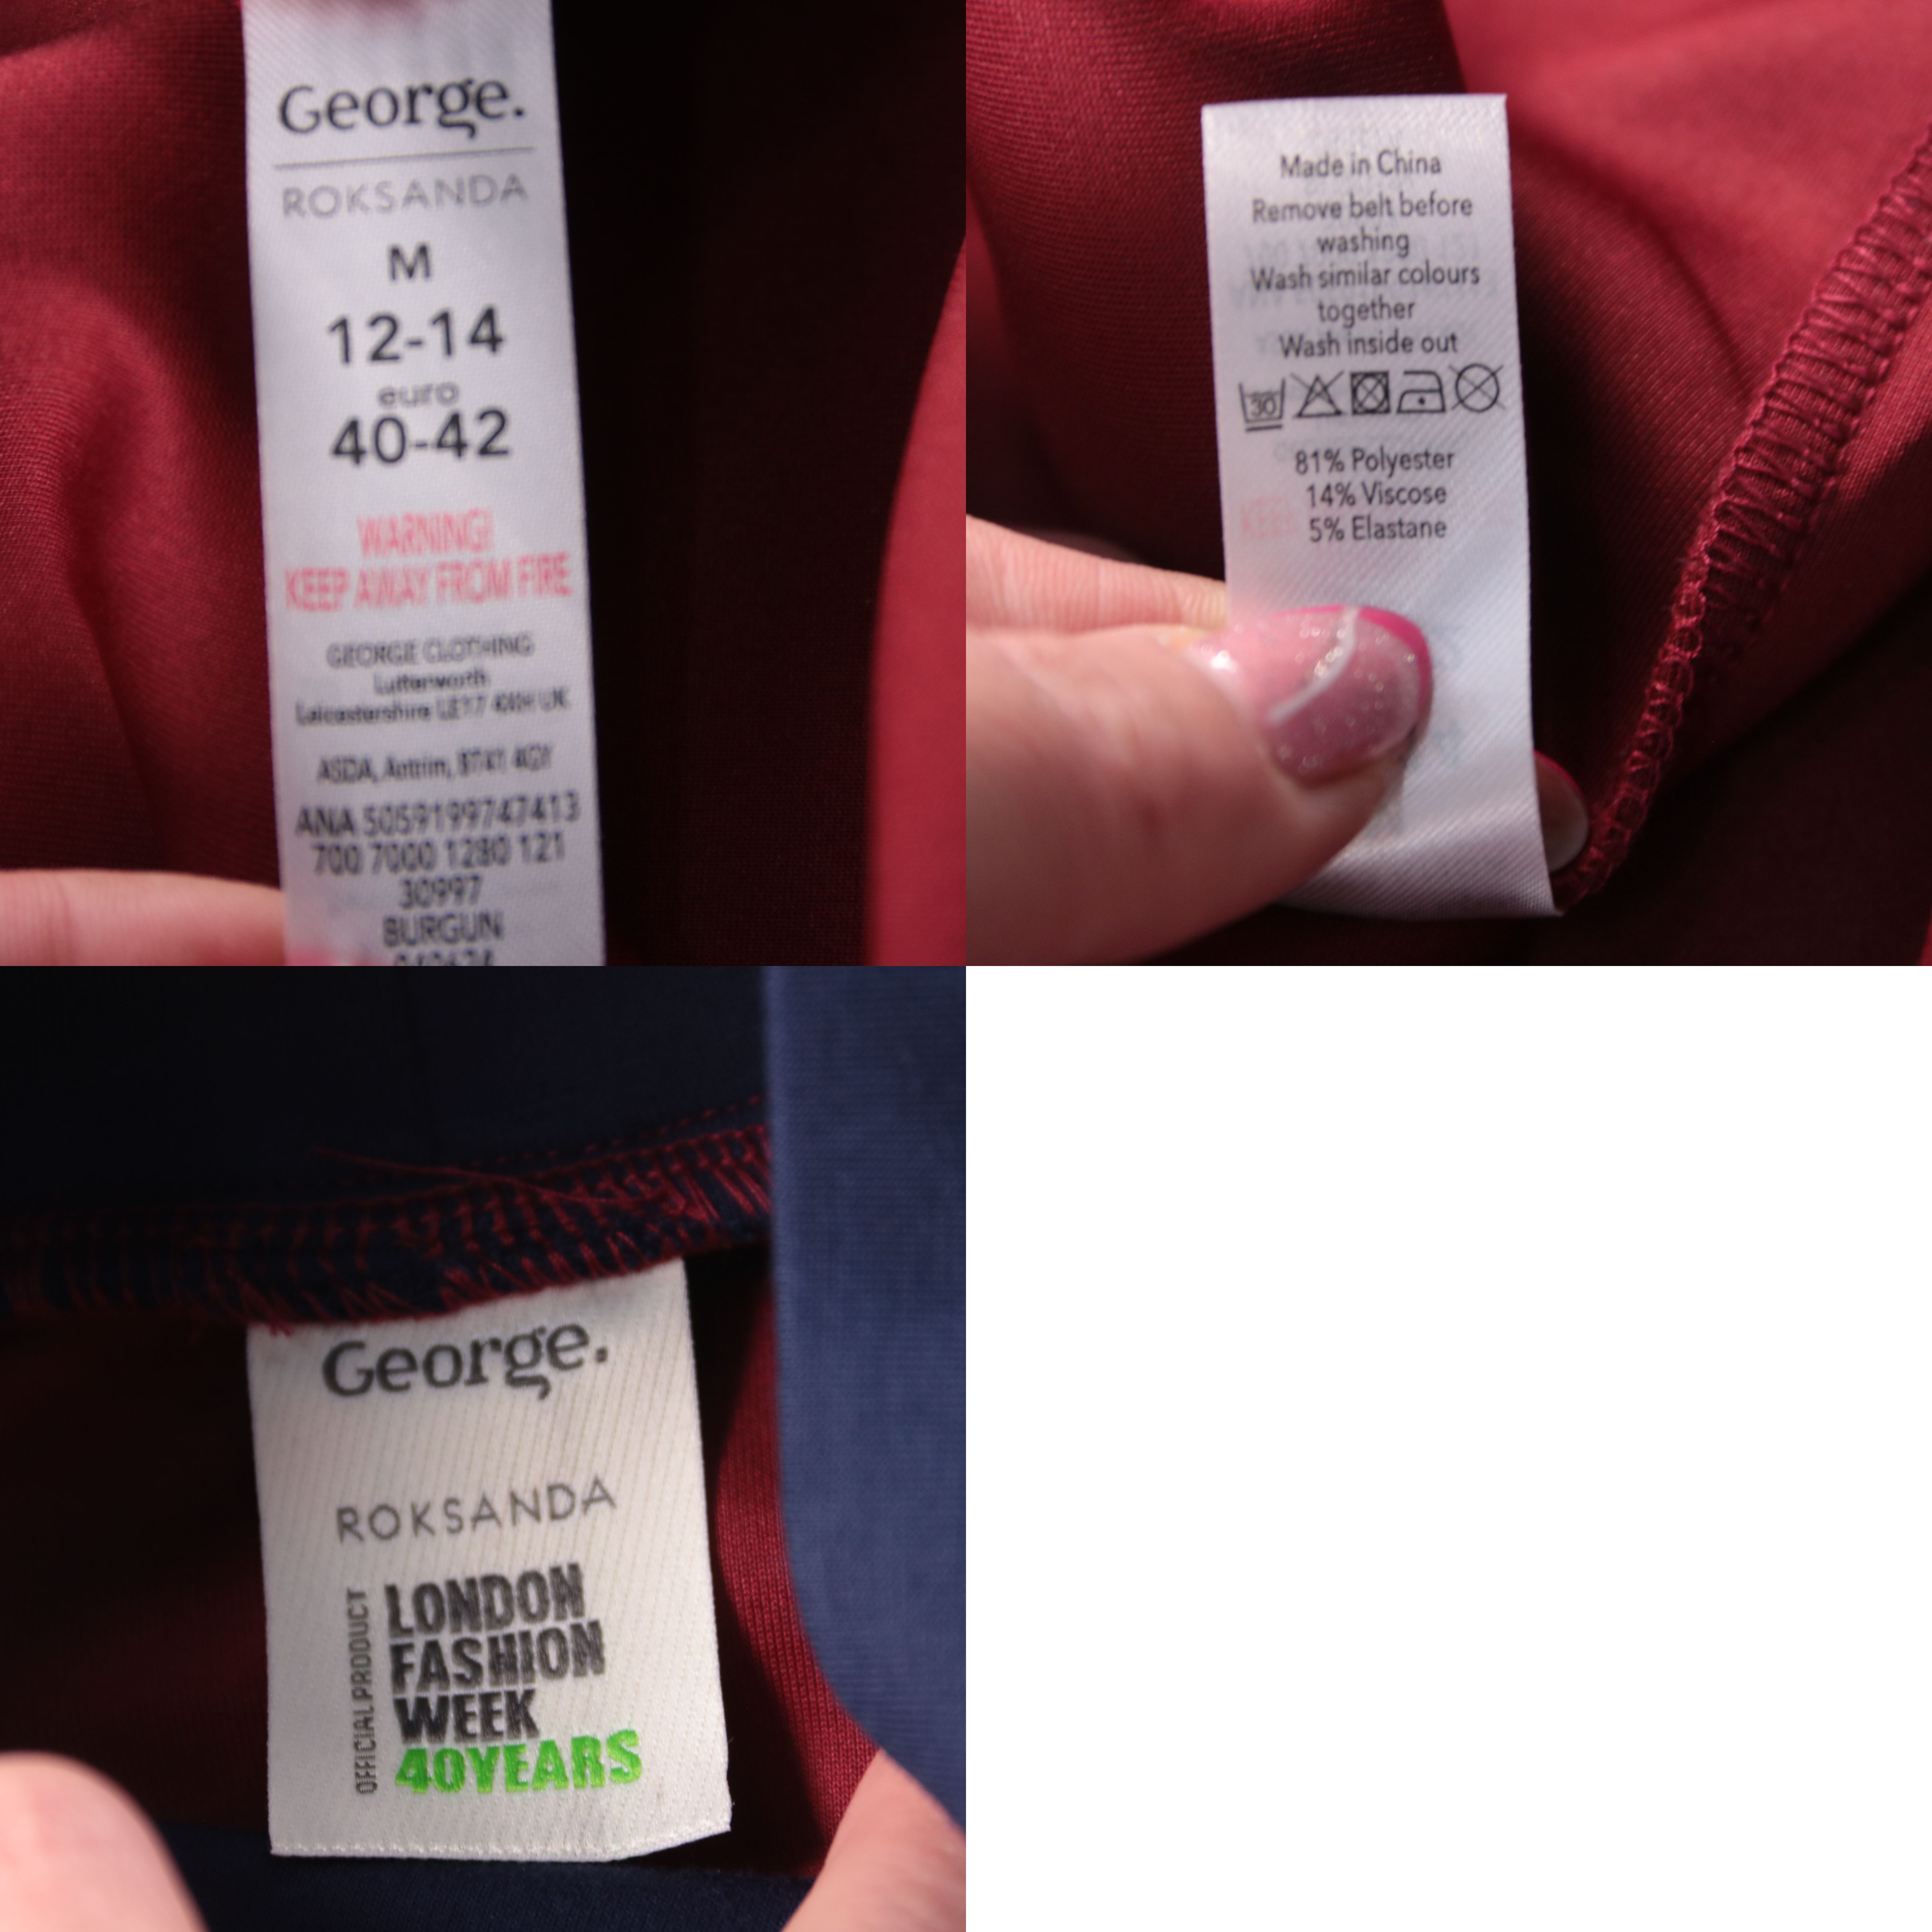 George.
ROKSANDA
M
12-14
euro
40-42
WARNING!
KEEP AWAY FROM FIRE
GEORGE CLOTHING
Lutterworth
Leicestershire LE17 4XH UK
ASDA, Antrim, BT41 4GY
ANA 5059199747413
700 7000 1280 121
30997
BURGUN
Made in China
Remove belt before
washing
Wash similar colours
together
Wash inside out
30
81% Polyester
14% Viscose
5% Elastane
KEEP
George.
ROKSANDA
OFFICIAL PRODUCT
LONDON
FASHION
WEEK
40YEARS